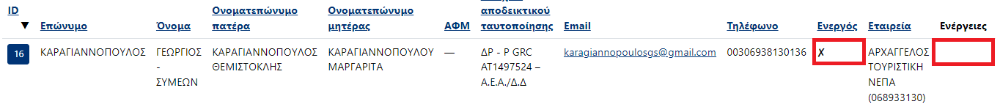 ID
▼
Επώνυμο
Όνομα
Ονοματεπώνυμο
πατέρα
Ονοματεπώνυμο
μητέρας
ΑΦΜ
αποδεικτικού
ταυτοποίησης
Email
Τηλέφωνο
Ενεργός
Εταιρεία
Ενέργειες
16
ΚΑΡΑΓΙΑΝΝΟΠΟΥΛΟΣ
ΓΕΩΡΓΙΟΣ
-
ΣΥΜΕΩΝ
ΚΑΡΑΓΙΑΝΝΟΠΟΥΛΟΣ
ΘΕΜΙΣΤΟΚΛΗΣ
ΚΑΡΑΓΙΑΝΝΟΠΟΥΛΟΥ
ΜΑΡΓΑΡΙΤΑ
—
ΔΡ - P GRC
AT1497524 –
Α.Ε.Α./Δ.Δ
karagiannopoulosgs@gmail.com
00306938130136
✗
ΑΡΧΑΓΓΕΛΟΣ
ΤΟΥΡΙΣΤΙΚΗ
ΝΕΠΑ
(068933130)